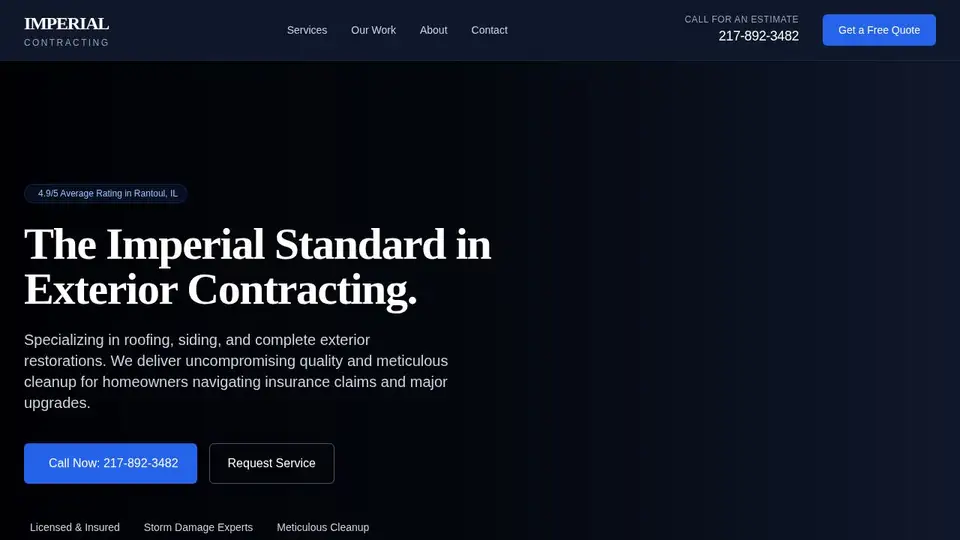 IMPERIAL
CONTRACTING
Services
Our Work
About
Contact
CALL FOR AN ESTIMATE
217-892-3482
Get a Free Quote
4.9/5 Average Rating in Rantoul, IL
The Imperial Standard in
Exterior Contracting.
Specializing in roofing, siding, and complete exterior
restorations. We deliver uncompromising quality and meticulous
cleanup for homeowners navigating insurance claims and major
upgrades.
Call Now: 217-892-3482
Request Service
Licensed & Insured
Storm Damage Experts
Meticulous Cleanup